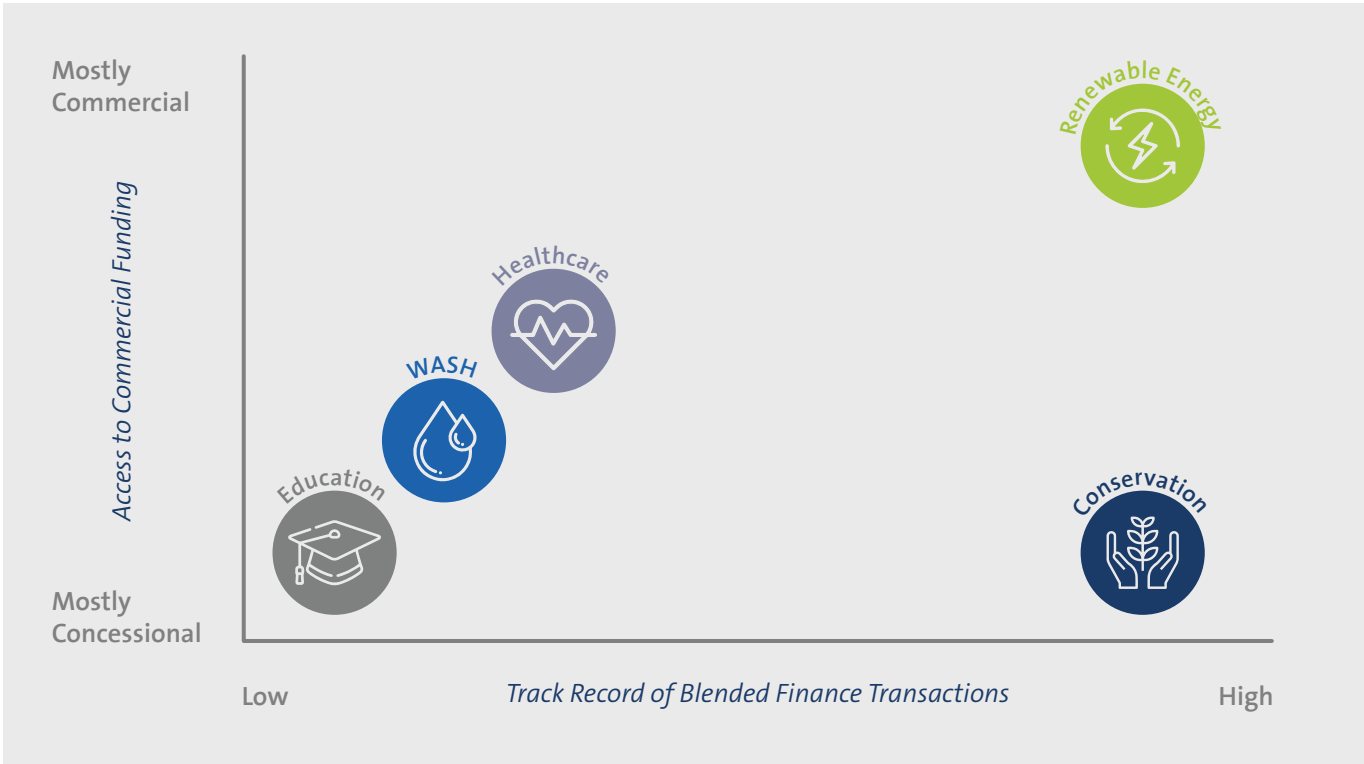 Mostly
Commercial
Renewable Energy
Access to Commercial Funding
Healthcare
WASH
Education
Conservation
Mostly
Concessional
Low
Track Record of Blended Finance Transactions
High